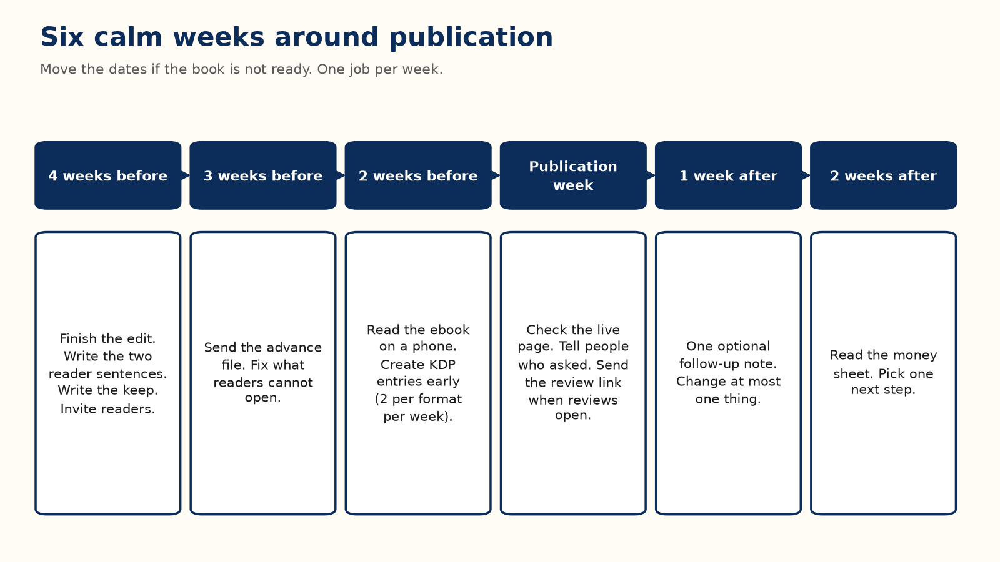 Six calm weeks around publication
Move the dates if the book is not ready. One job per week.
4 weeks before
3 weeks before
2 weeks before
Publication
week
1 week after
2 weeks after
Finish the edit.
Write the two
reader sentences.
Write the keep.
Invite readers.
Send the advance
file. Fix what
readers cannot
open.
Read the ebook
on a phone.
Create KDP
entries early
(2 per format
per week).
Check the live
page. Tell people
who asked. Send
the review link
when reviews
open.
One optional
follow-up note.
Change at most
one thing.
Read the money
sheet. Pick one
next step.